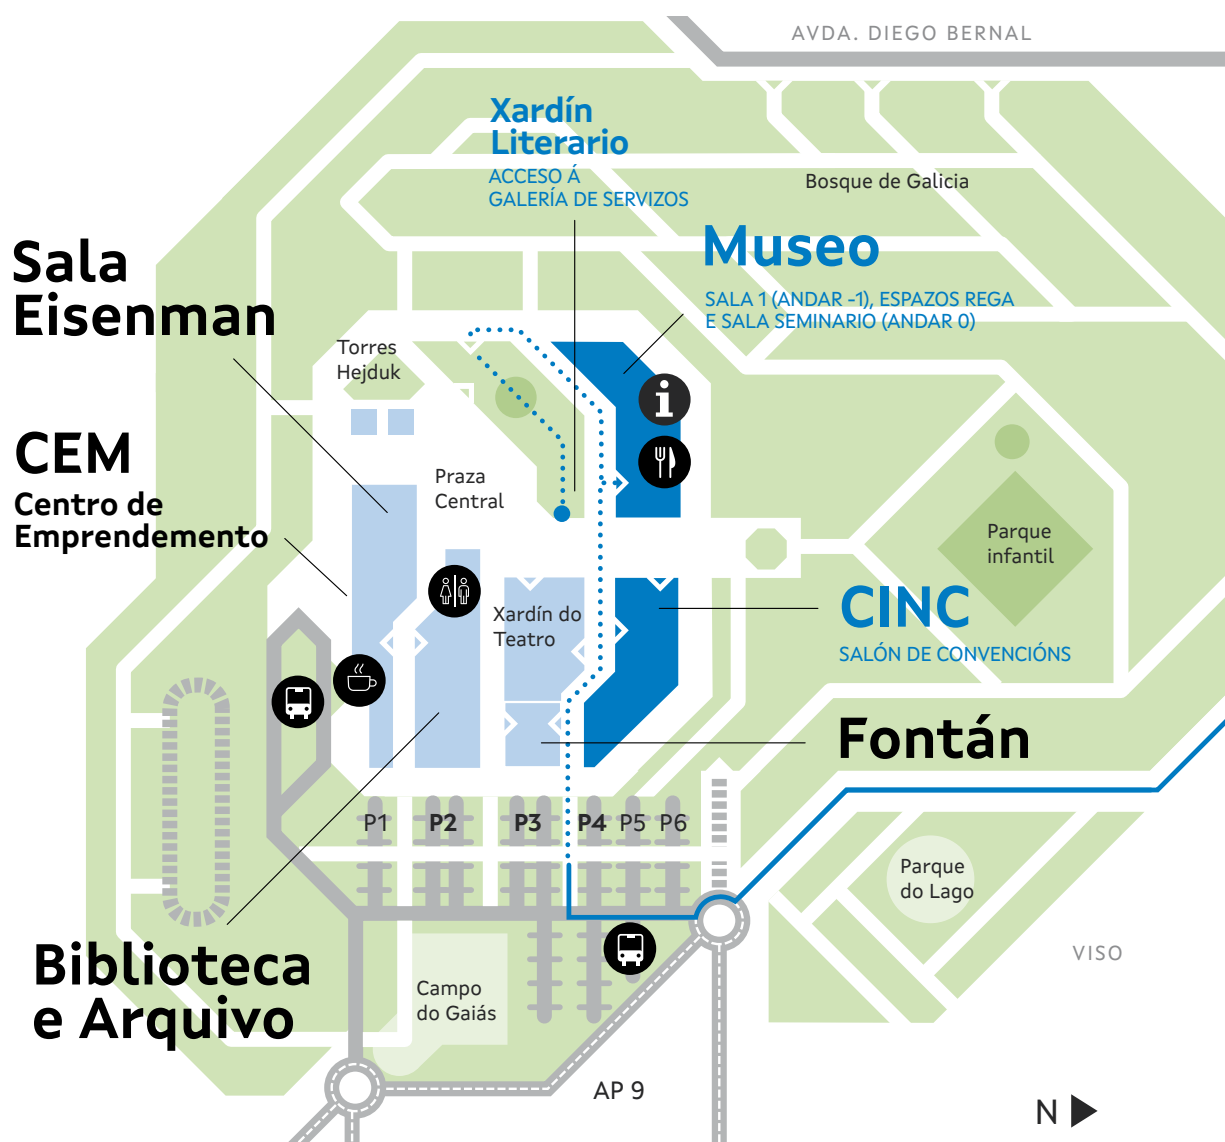 AVDA. DIEGO BERNAL
Xardín
Literario
ACCESO Á
GALERÍA DE SERVIZOS
Bosque de Galicia
Museo
SALA 1 (ANDAR -1), ESPAZOS REGA
E SALA SEMINARIO (ANDAR 0)
Sala
Eisenman
Torres
Hejduk
i
CEM
Centro de
Emprendemento
Praza
Central
Parque
infantil
Xardín do
Teatro
CINC
SALÓN DE CONVENCIÓNS
Fontán
P1 P2 P3 P4 P5 P6
Parque
do Lago
VISO
Biblioteca
e Arquivo
Campo
do Gaiás
AP 9
N